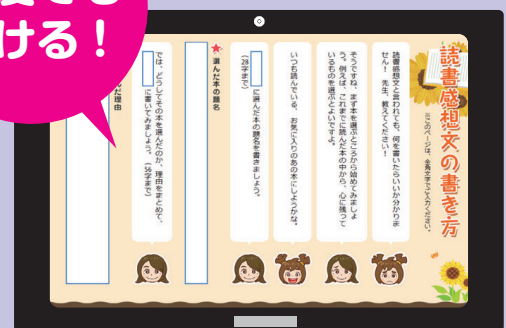 でも
ける！
読書感想文の書き方
※このページは、全角文字でご入力ください。
読書感想文と言われても、何を書いたらいいか分かりま
せん！ 先生、教えてください！
そうですね、まず本を選ぶところから始めてみましょ
う。例えば、これまでに読んだ本の中から、心に残って
いるものを選ぶとよいですよ。
いつも読んでいる、お気に入りのあの本にしようかな。
に選んだ本の題名を書きましょう。
（28字まで）
★選んだ本の題名
では、どうしてその本を選んだのか、理由をまとめて、
に書いてみましょう。（56字まで）
んだ理由